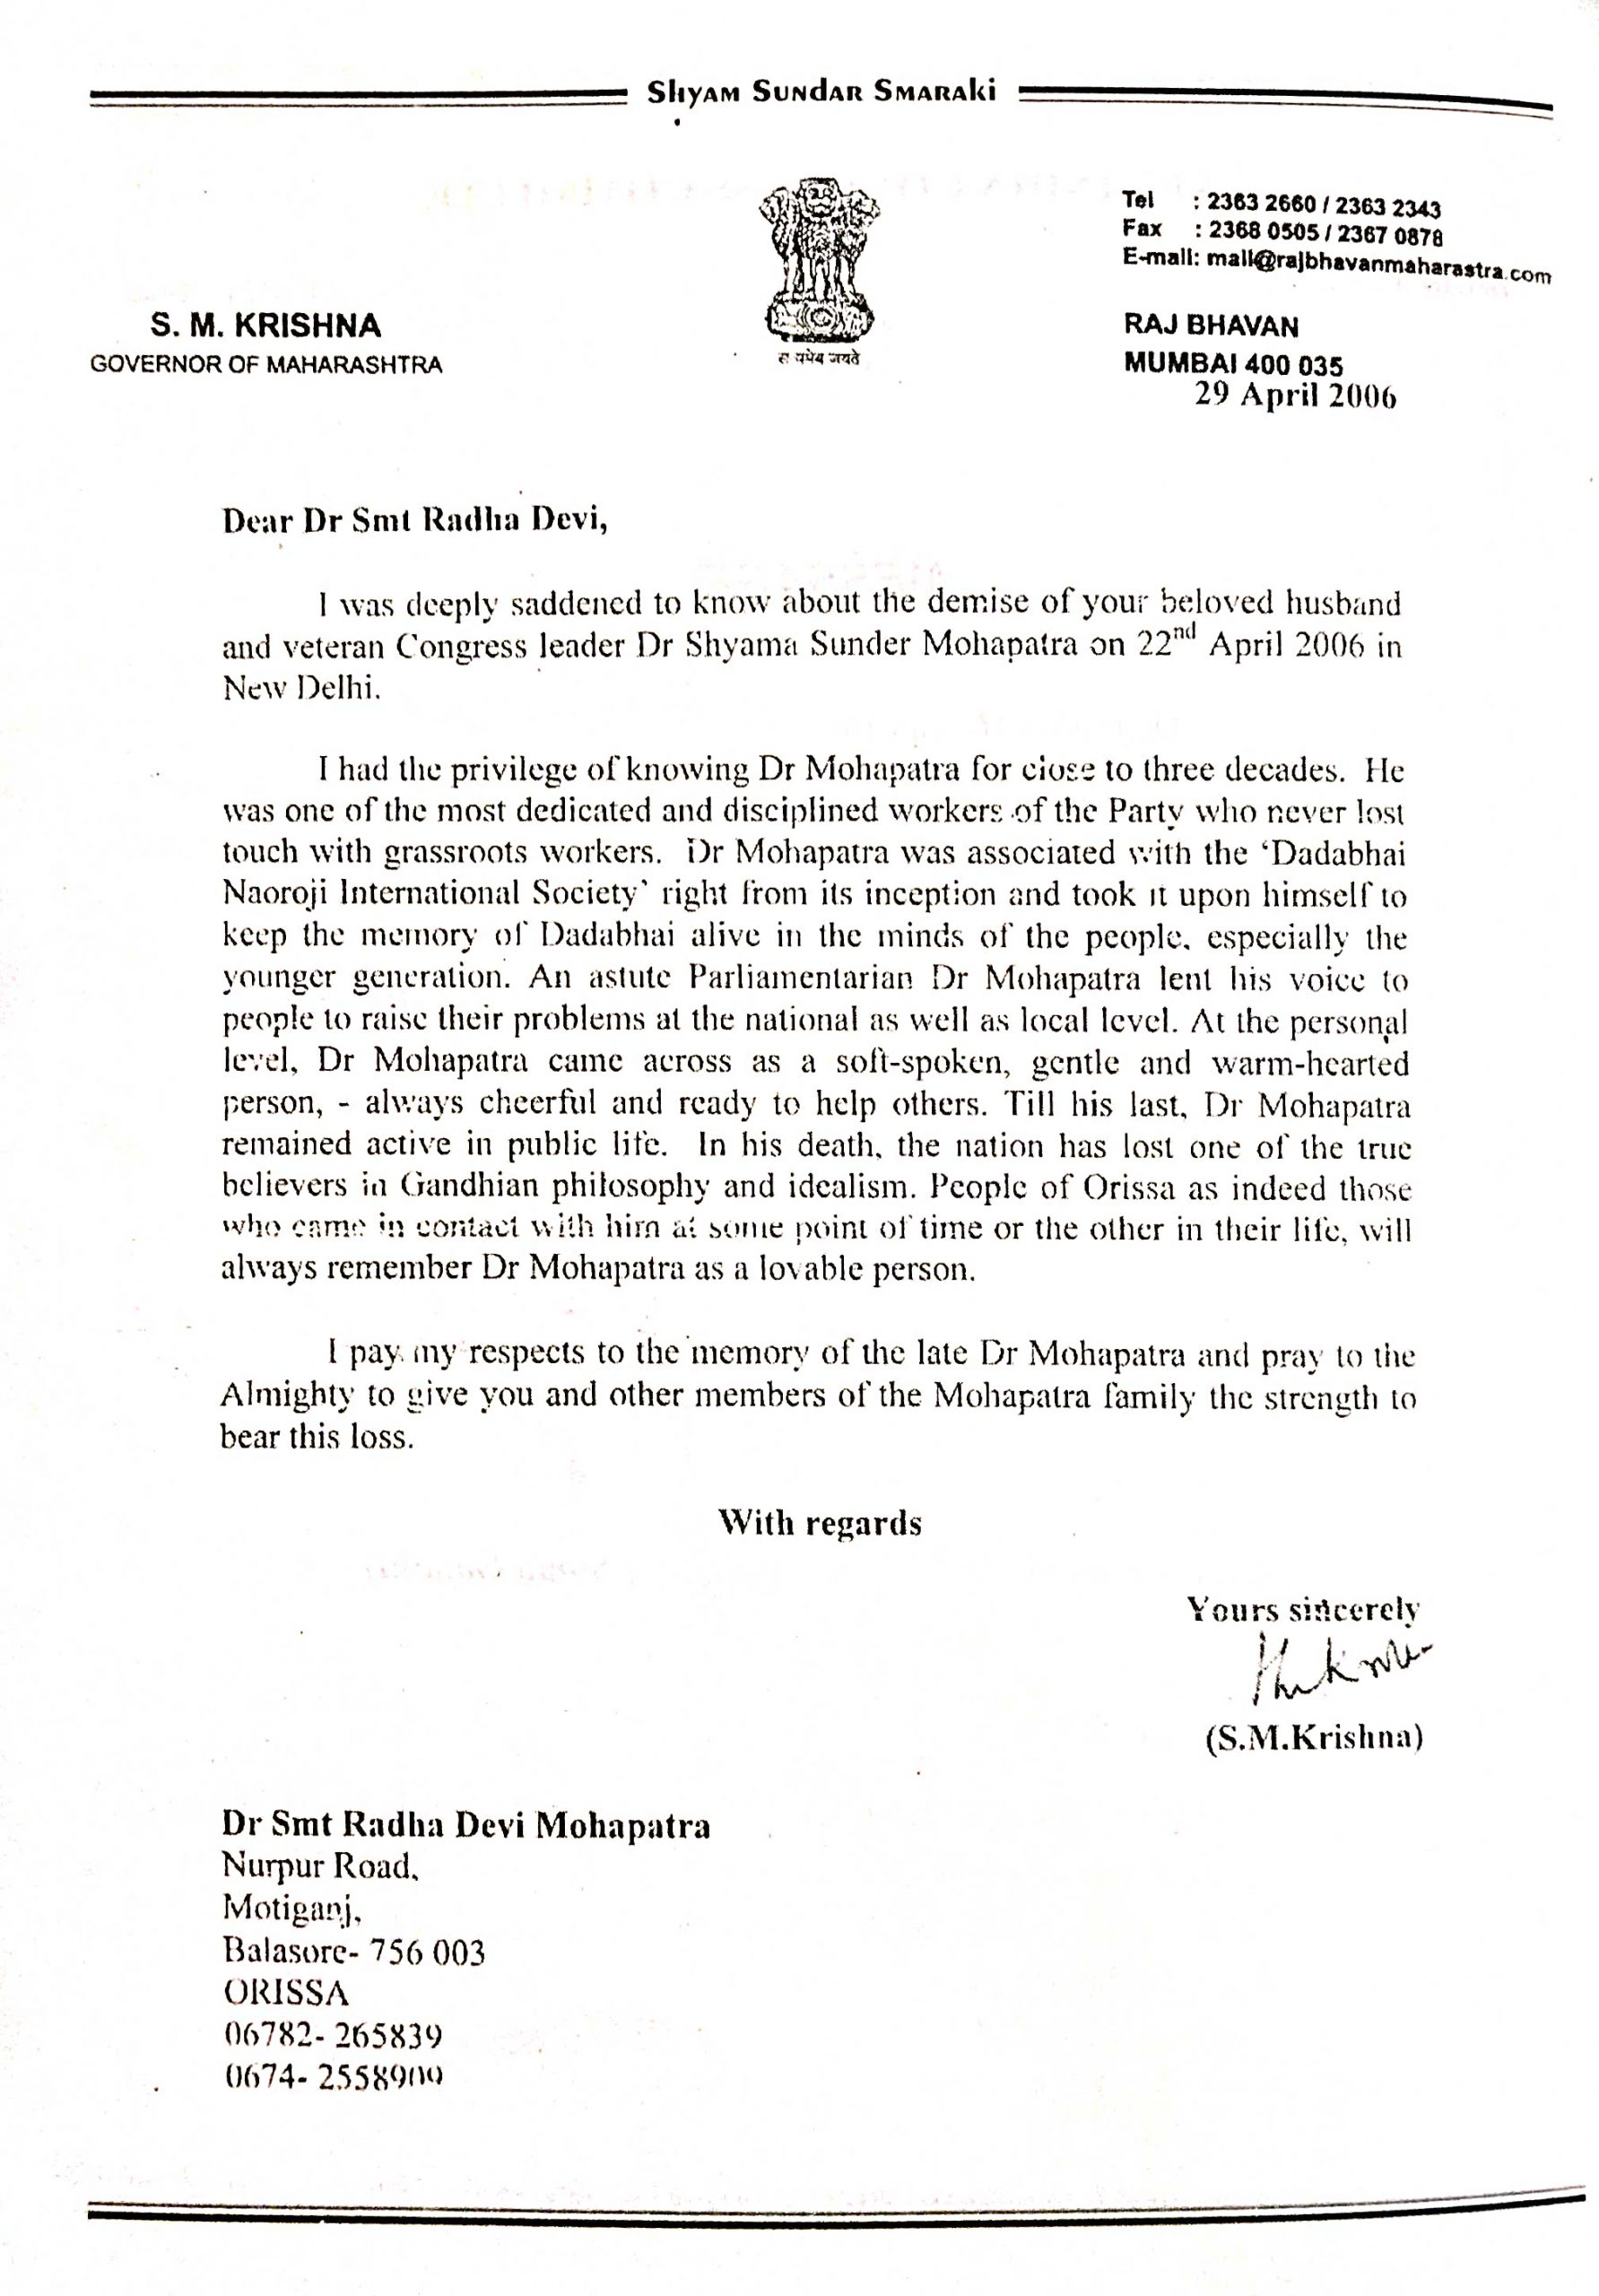 Shyam Sundar Smaraki
Tel : 2363 2660 / 2363 2343
Fax : 2368 0505 / 2367 0878
E-mail: mail@rajbhavanmaharastra.com
S. M. KRISHNA
GOVERNOR OF MAHARASHTRA
RAJ BHAVAN
MUMBAI 400 035
29 April 2006
Dear Dr Smt Radha Devi,
I was deeply saddened to know about the demise of your beloved husband
and veteran Congress leader Dr Shyama Sunder Mohapatra on 22nd April 2006 in
New Delhi.
I had the privilege of knowing Dr Mohapatra for close to three decades. He
was one of the most dedicated and disciplined workers of the Party who never lost
touch with grassroots workers. Dr Mohapatra was associated with the ‘Dadabhai
Naoroji International Society’ right from its inception and took it upon himself to
keep the memory of Dadabhai alive in the minds of the people, especially the
younger generation. An astute Parliamentarian Dr Mohapatra lent his voice to
people to raise their problems at the national as well as local level. At the personal
level, Dr Mohapatra came across as a soft-spoken, gentle and warm-hearted
person, - always cheerful and ready to help others. Till his last, Dr Mohapatra
remained active in public life. In his death, the nation has lost one of the true
believers in Gandhian philosophy and idealism. People of Orissa as indeed those
who came in contact with him at some point of time or the other in their life, will
always remember Dr Mohapatra as a lovable person.
I pay my respects to the memory of the late Dr Mohapatra and pray to the
Almighty to give you and other members of the Mohapatra family the strength to
bear this loss.
With regards
Yours sincerely
(S.M.Krishna)
Dr Smt Radha Devi Mohapatra
Nurpur Road,
Motiganj,
Balasore- 756 003
ORISSA
06782- 265839
0674- 2558909